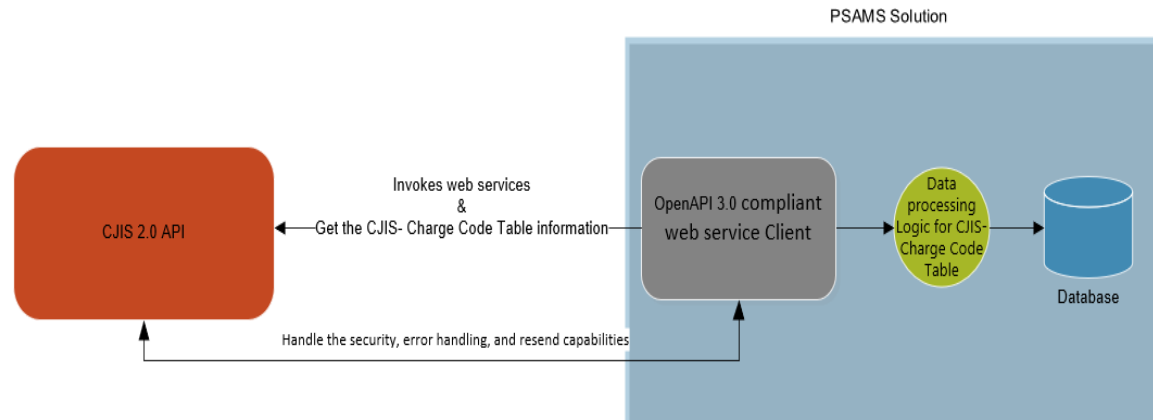 PSAMS Solution
Invokes web services
&
Get the CJIS- Charge Code Table information
CJIS 2.0 API
OpenAPI 3.0 compliant
web service Client
Data
processing
Logic for CJIS-
Charge Code
Table
Database
Handle the security, error handling, and resend capabilities